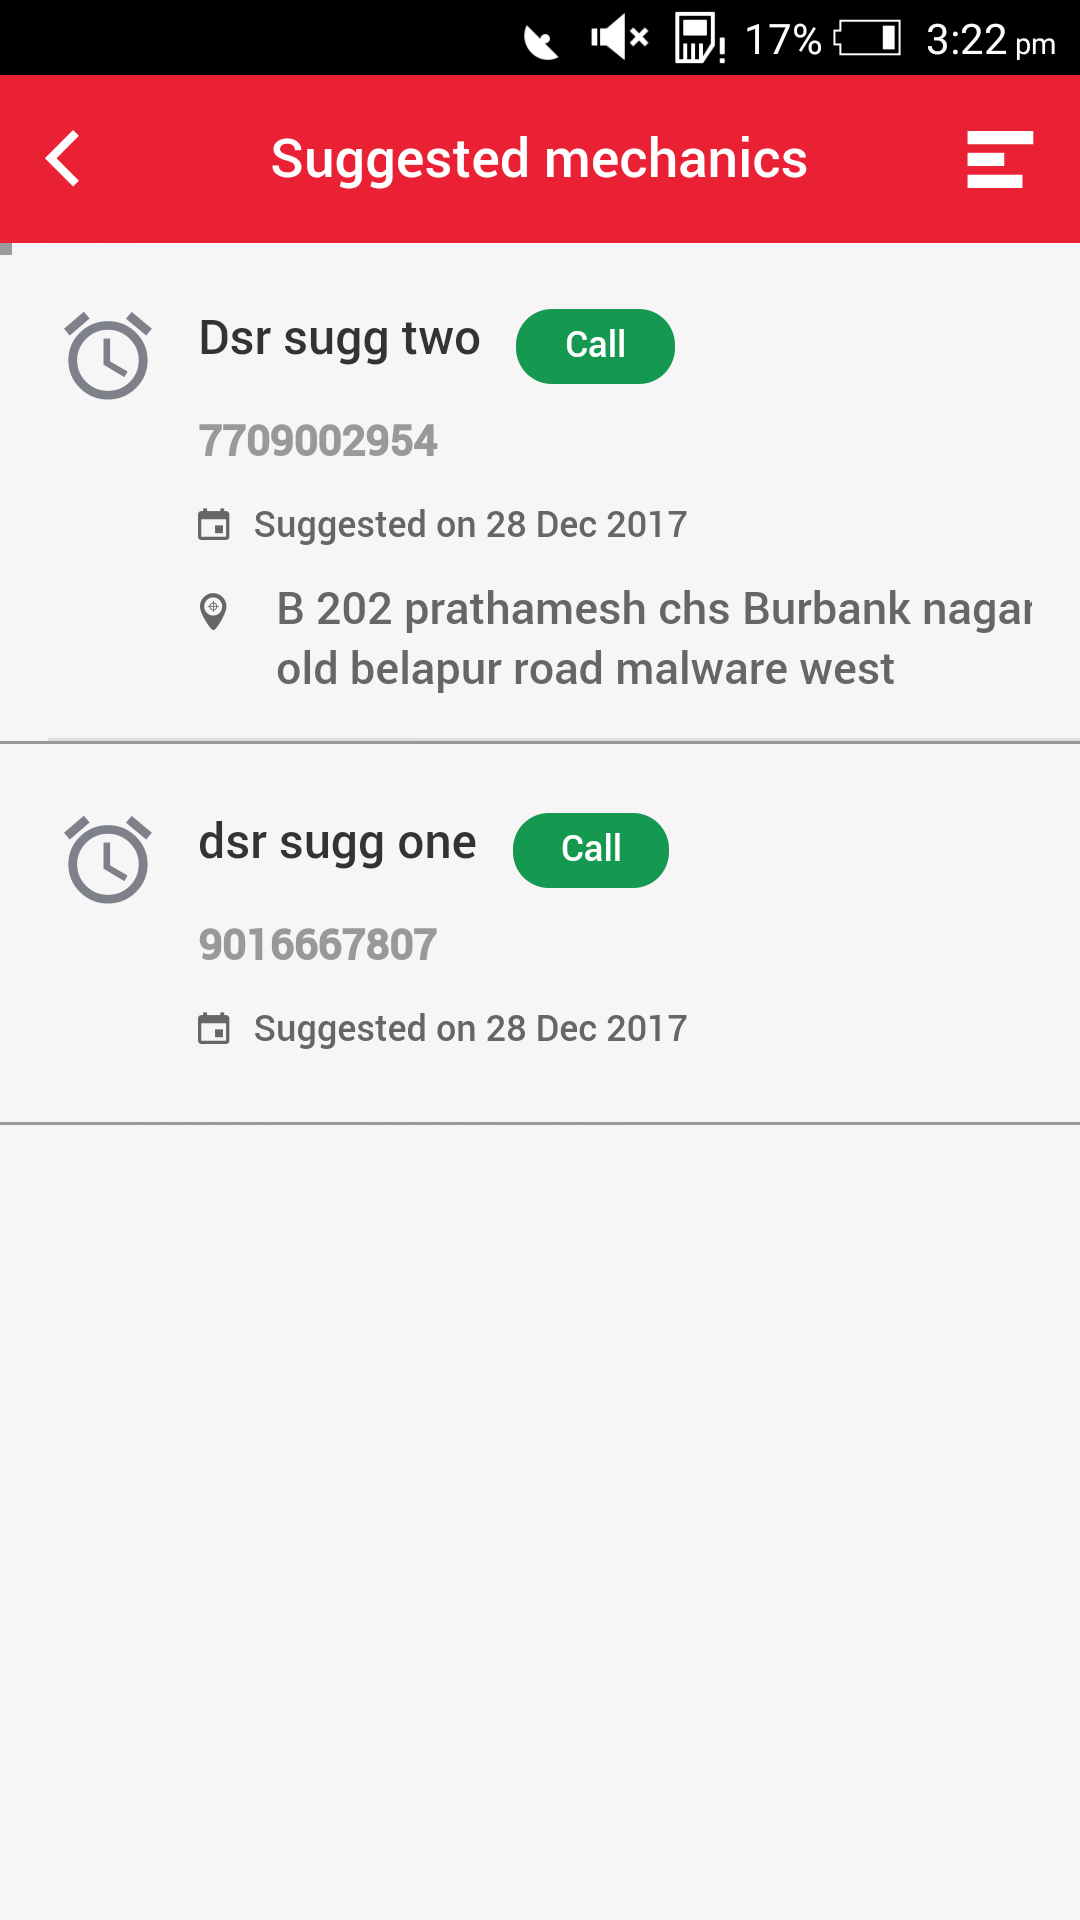 17% 3:22 pm
Suggested mechanics
Dsr sugg two Call
7709002954
Suggested on 28 Dec 2017
B 202 prathamesh chs Burbank nagar
old belapur road malware west
dsr sugg one Call
9016667807
Suggested on 28 Dec 2017